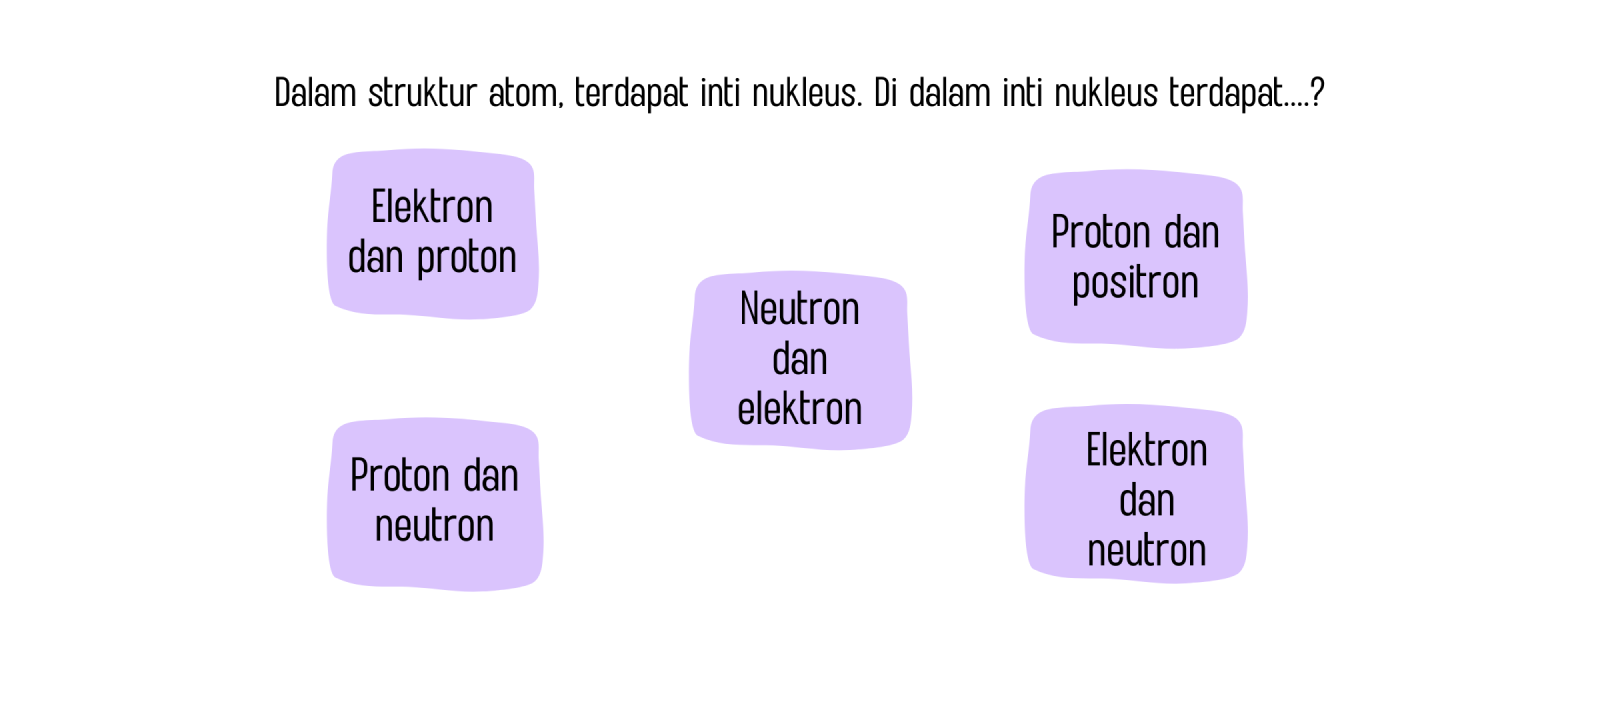 Dalam struktur atom, terdapat inti nukleus. Di dalam inti nukleus terdapat....?
Elektron
dan proton
Proton dan
positron
Neutron
dan
elektron
Proton dan
neutron
Elektron
dan
neutron